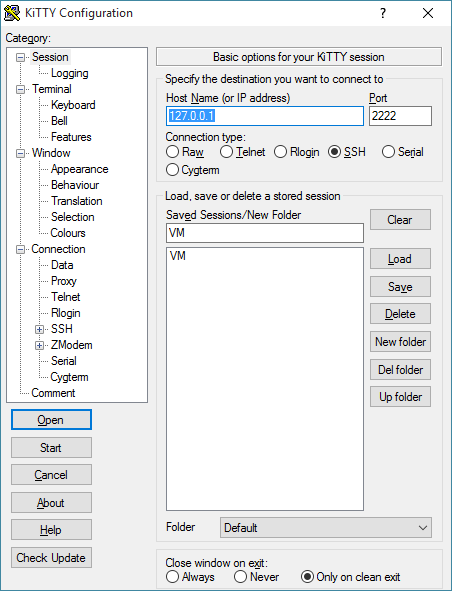 KiTTY Configuration
Category:
Session
Logging
Terminal
Keyboard
Bell
Features
Window
Appearance
Behaviour
Translation
Selection
Colours
Connection
Data
Proxy
Telnet
Rlogin
SSH
ZModem
Serial
Cygterm
Comment
Open
Start
Cancel
About
Help
Check Update
Basic options for your KiTTY session
Specify the destination you want to connect to
Host Name (or IP address) Port
127.0.0.1 2222
Connection type:
Raw Telnet Rlogin SSH Serial
Cygterm
Load, save or delete a stored session
Saved Sessions/New Folder
VM Clear
VM Load
Save
Delete
New folder
Del folder
Up folder
Folder Default
Close window on exit:
Always Never Only on clean exit